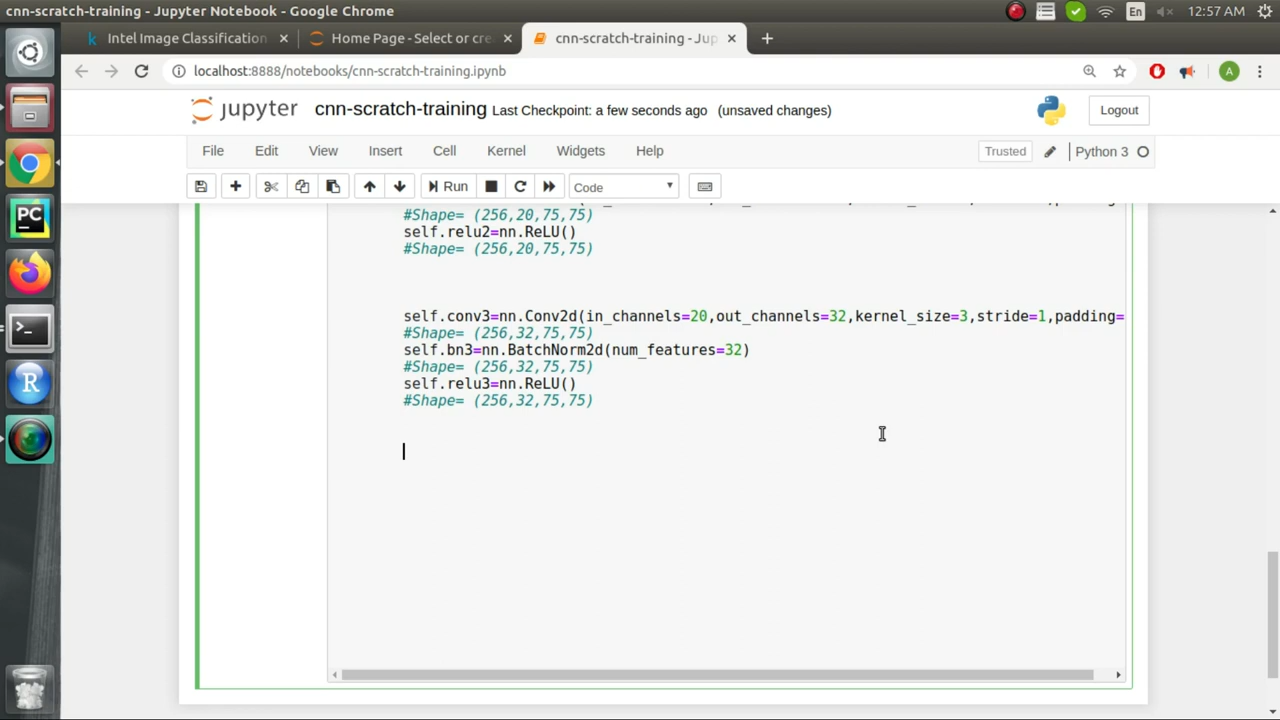 cnn-scratch-training - Jupyter Notebook - Google Chrome
En
12:57 AM
Intel Image Classification
Home Page - Select or cre
cnn-scratch-training - Jup
localhost:8888/notebooks/cnn-scratch-training.ipynb
A
jupyter
cnn-scratch-training Last Checkpoint: a few seconds ago (unsaved changes)
Logout
File Edit View Insert Cell Kernel Widgets Help
Trusted
Python 3
Run
Code
#Shape= (256,20,75,75)
self.relu2=nn.ReLU()
#Shape= (256,20,75,75)
self.conv3=nn.Conv2d(in_channels=20,out_channels=32,kernel_size=3,stride=1,padding=
#Shape= (256,32,75,75)
self.bn3=nn.BatchNorm2d(num_features=32)
#Shape= (256,32,75,75)
self.relu3=nn.ReLU()
#Shape= (256,32,75,75)
PC
R